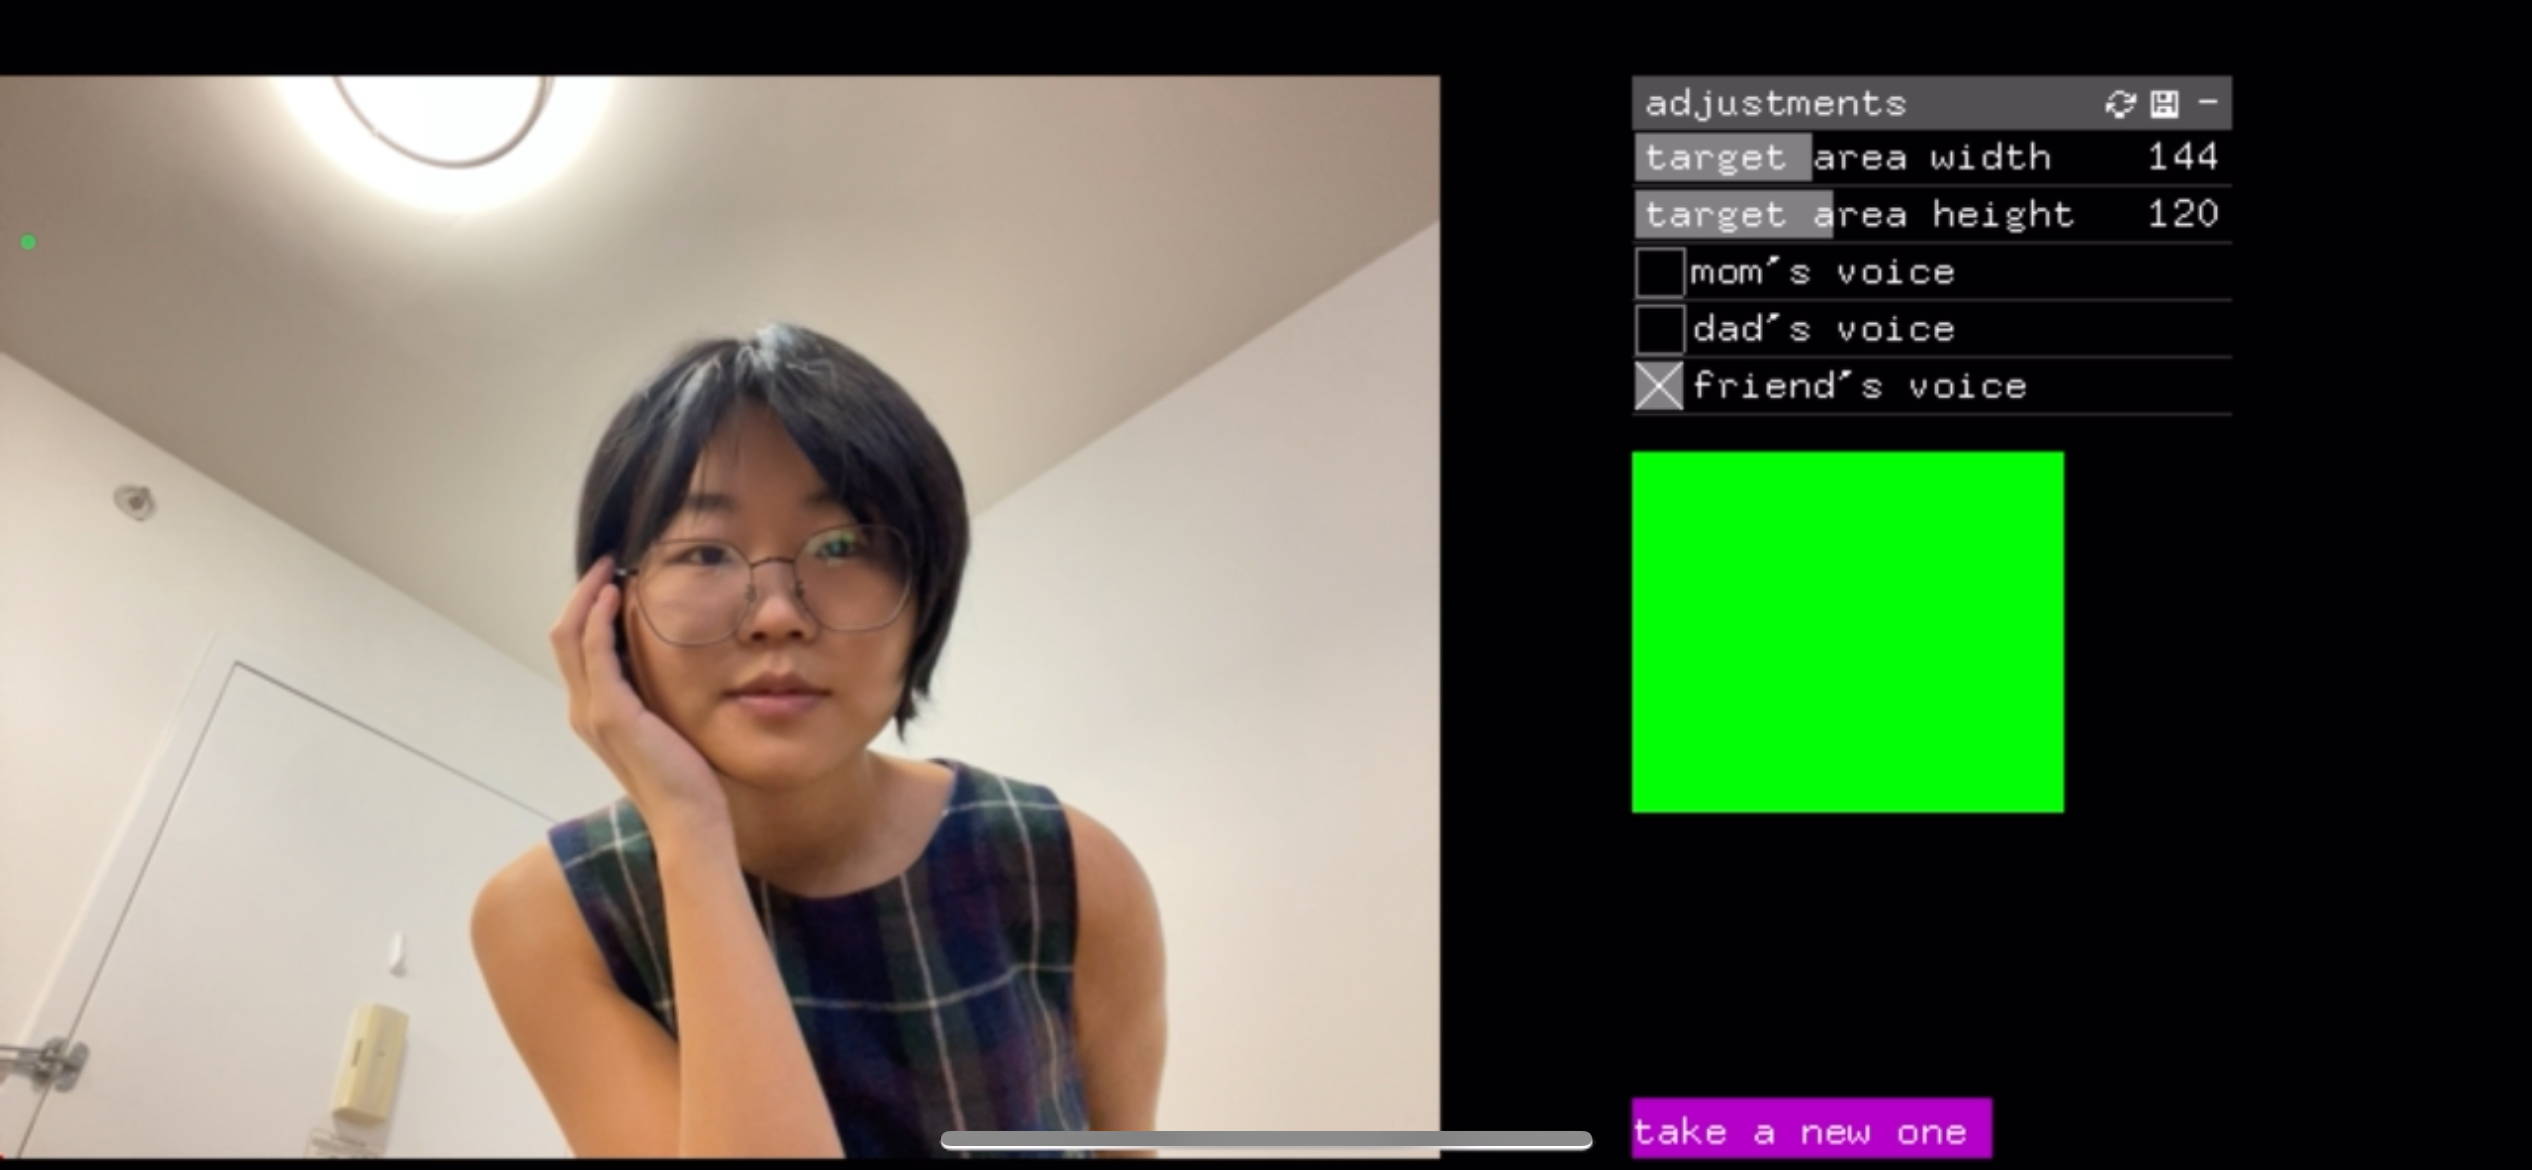 adjustments
target area width 144
target area height 120
mom's voice
dad's voice
friend's voice
take a new one